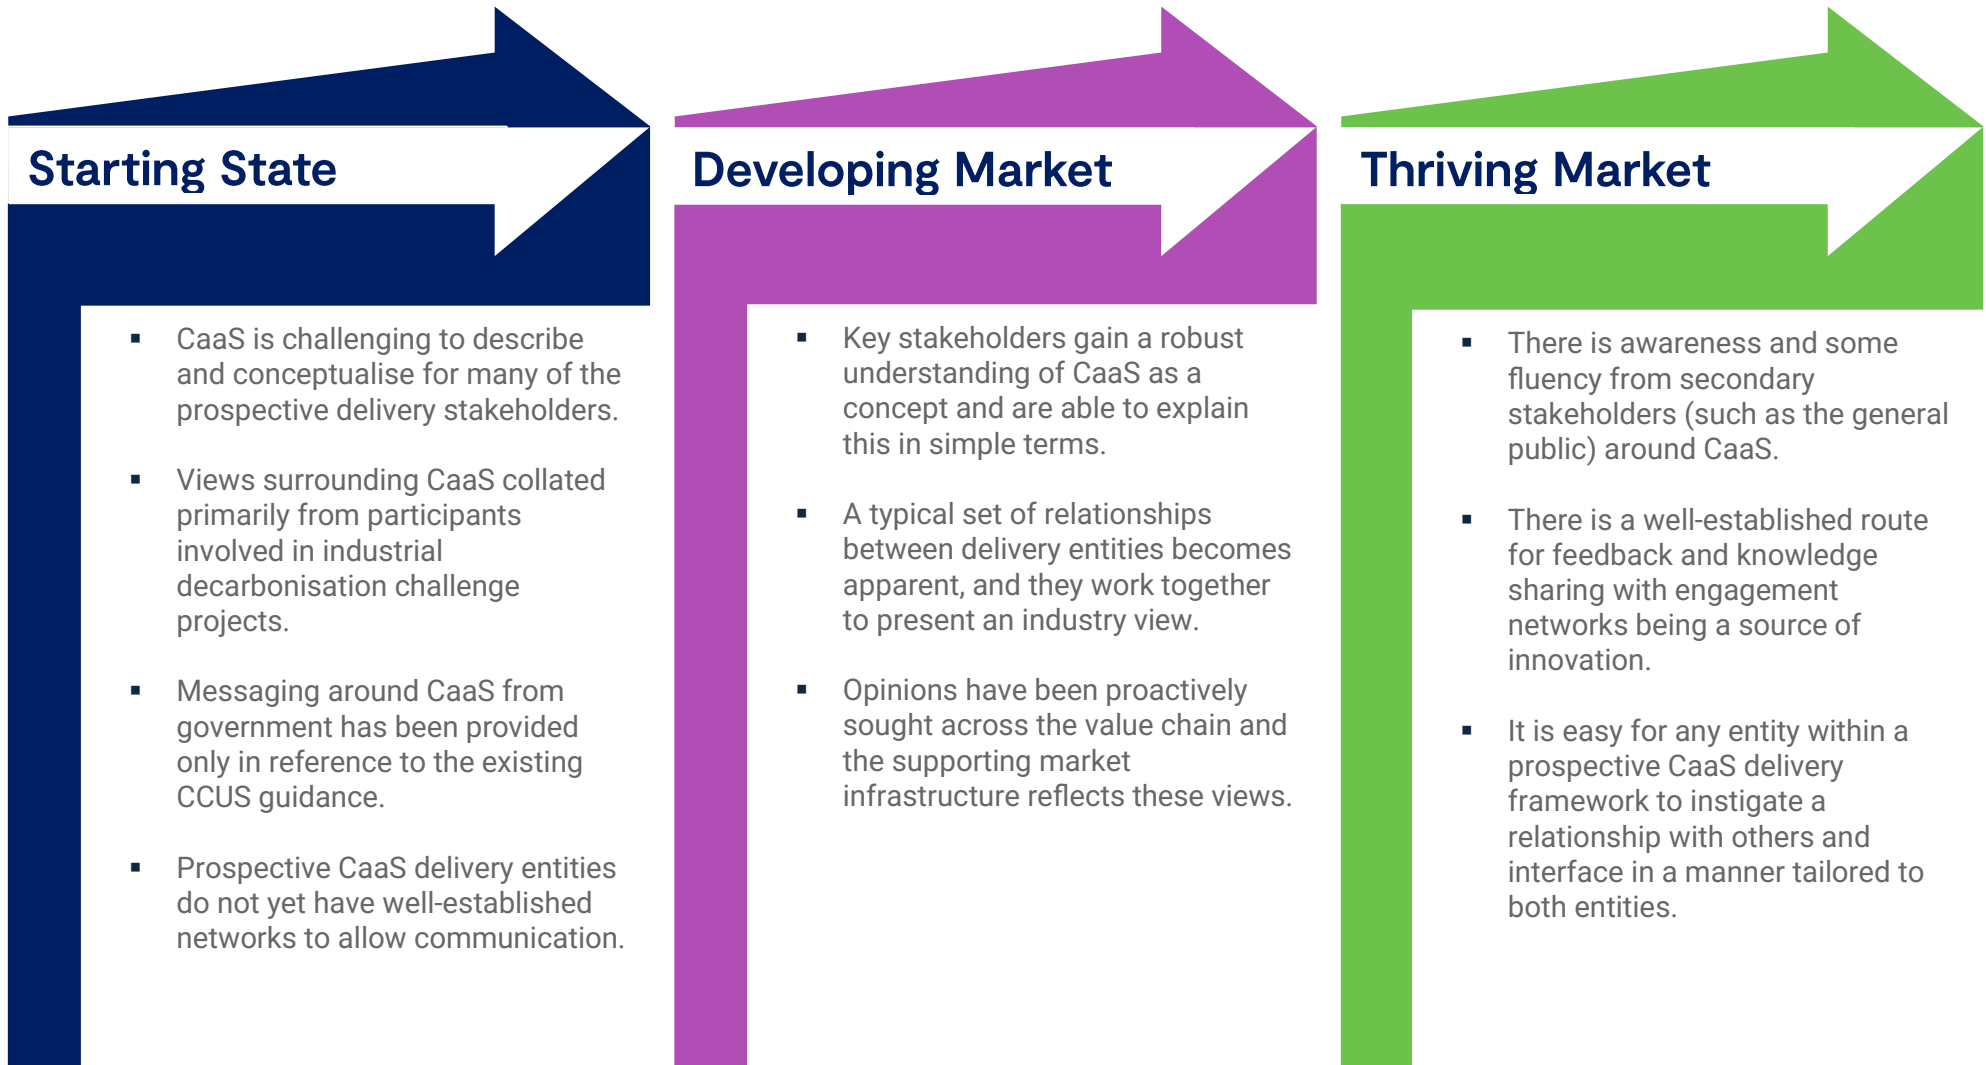 Starting State
▪ CaaS is challenging to describe
and conceptualise for many of the
prospective delivery stakeholders.
▪ Views surrounding CaaS collated
primarily from participants
involved in industrial
decarbonisation challenge
projects.
▪ Messaging around CaaS from
government has been provided
only in reference to the existing
CCUS guidance.
▪ Prospective CaaS delivery entities
do not yet have well-established
networks to allow communication.
Developing Market
▪ Key stakeholders gain a robust
understanding of CaaS as a
concept and are able to explain
this in simple terms.
▪ A typical set of relationships
between delivery entities becomes
apparent, and they work together
to present an industry view.
▪ Opinions have been proactively
sought across the value chain and
the supporting market
infrastructure reflects these views.
Thriving Market
▪ There is awareness and some
fluency from secondary
stakeholders (such as the general
public) around CaaS.
▪ There is a well-established route
for feedback and knowledge
sharing with engagement
networks being a source of
innovation.
▪ It is easy for any entity within a
prospective CaaS delivery
framework to instigate a
relationship with others and
interface in a manner tailored to
both entities.